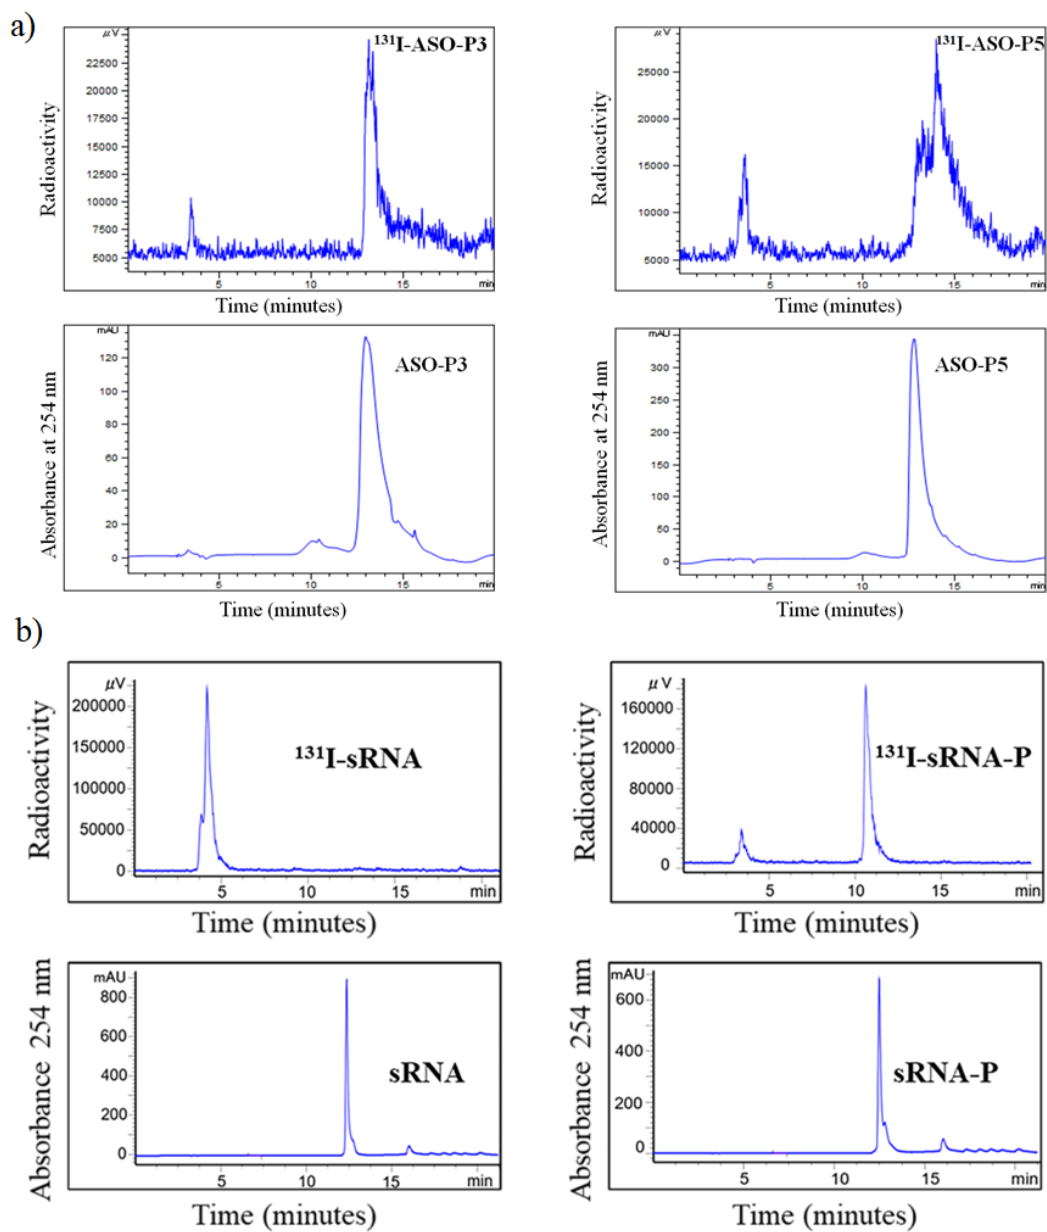 a)
μV
¹³¹I-ASO-P3
22500
20000
17500
15000
12500
10000
7500
5000
Radioactivity
5 10 15 min
Time (minutes)
μV
¹³¹I-ASO-P5
30000
25000
20000
15000
10000
5000
Radioactivity
5 10 15 min
Time (minutes)
mAU
ASO-P3
120
100
80
60
40
20
0
Absorbance at 254 nm
5 10 15 min
Time (minutes)
mAU
ASO-P5
350
300
250
200
150
100
50
0
Absorbance at 254 nm
5 10 15 min
Time (minutes)
b)
μV
200000
150000
100000
50000
0
¹³¹I-sRNA
Radioactivity
5 10 15 min
Time (minutes)
μV
160000
120000
80000
40000
0
¹³¹I-sRNA-P
Radioactivity
5 10 15 min
Time (minutes)
mAU
800
600
400
200
0
sRNA
Absorbance 254 nm
5 10 15 min
Time (minutes)
mAU
600
400
200
0
sRNA-P
Absorbance 254 nm
5 10 15 min
Time (minutes)